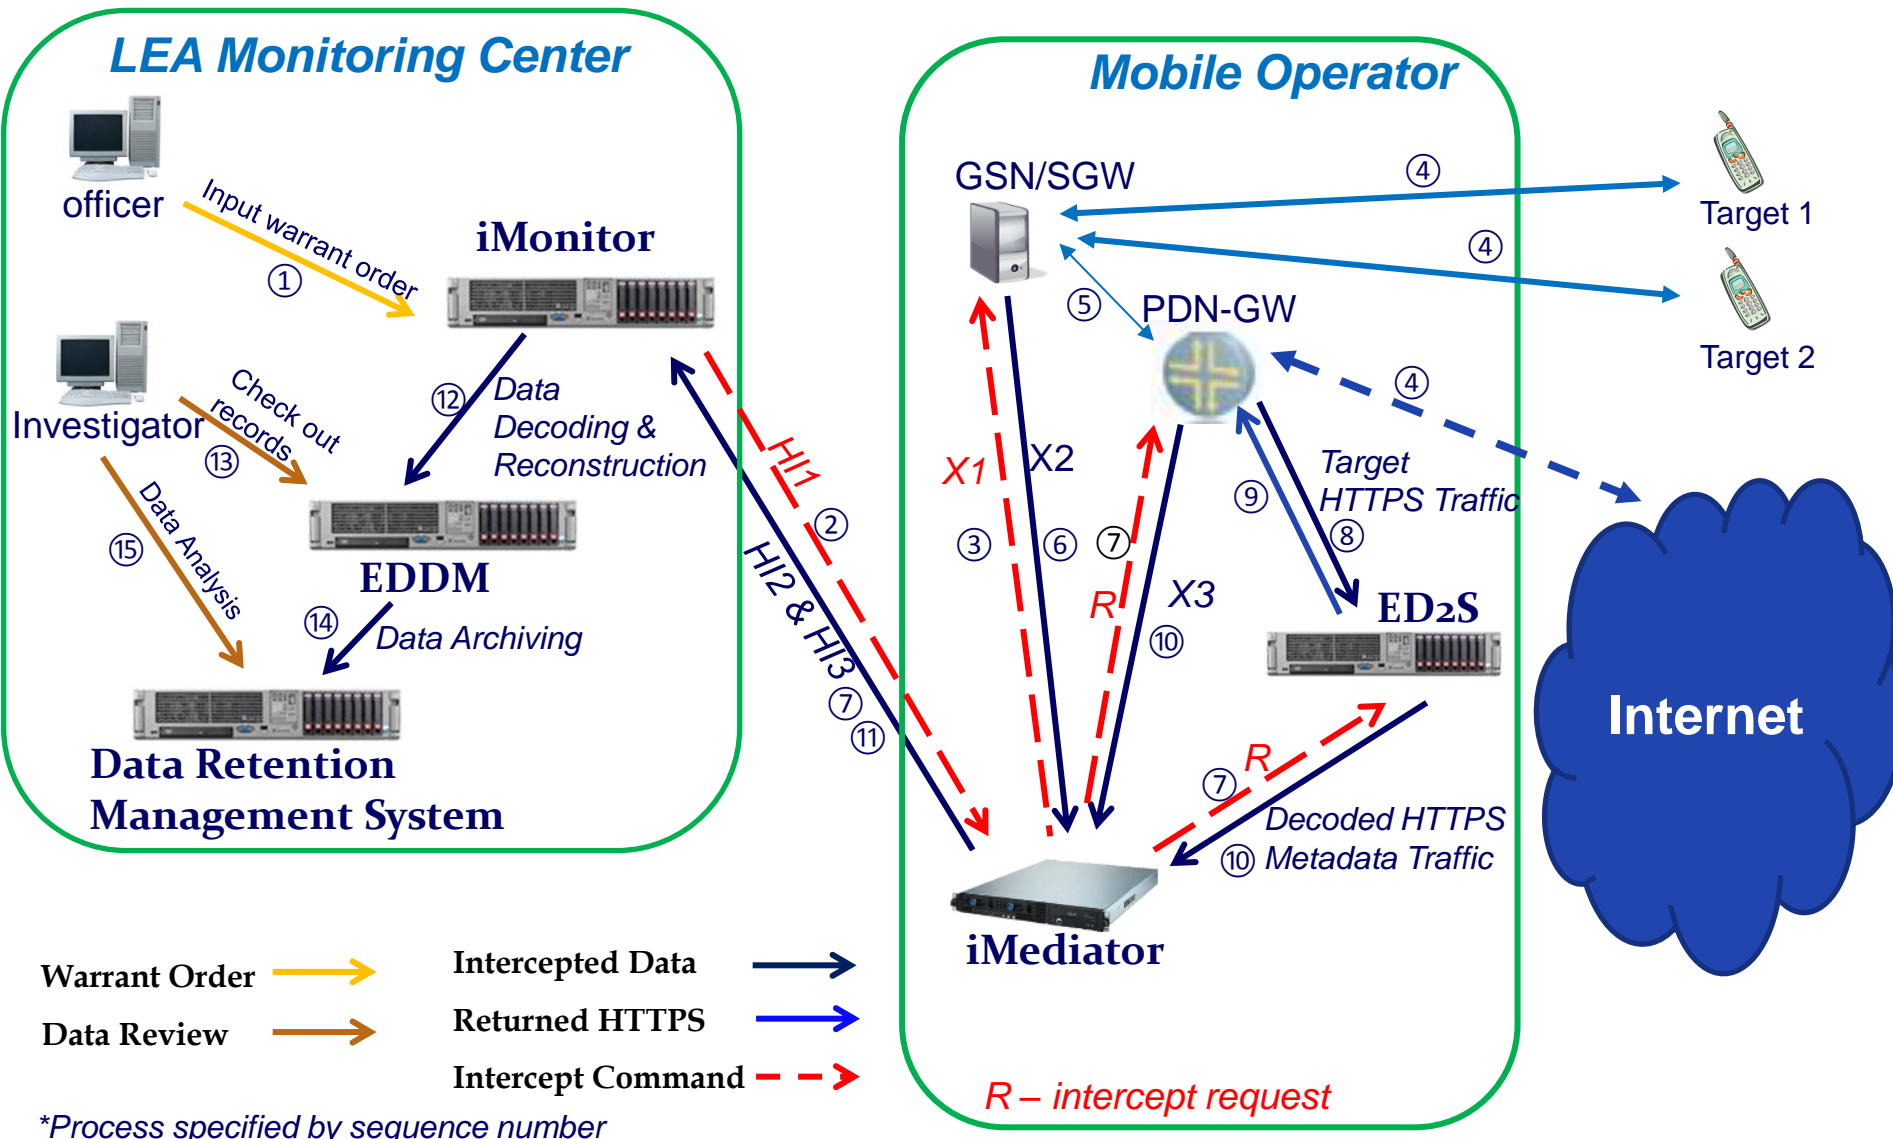 LEA Monitoring Center
Mobile Operator
officer
Input warrant order
①
iMonitor
Investigator
Check out
records
⑬
⑫
Data
Decoding &
Reconstruction
Data Analysis
⑮
EDDM
⑭
Data Archiving
Data Retention
Management System
HI1
②
HI2 & HI3
⑦
⑪
GSN/SGW
④
Target 1
④
Target 2
⑤
PDN-GW
④
X1
③
X2
⑥
⑦
R
X3
⑩
⑨
Target
HTTPS Traffic
⑧
ED2S
Internet
R
⑦
Decoded HTTPS
⑩ Metadata Traffic
iMediator
Warrant Order
Data Review
Intercepted Data
Returned HTTPS
Intercept Command
R – intercept request
*Process specified by sequence number